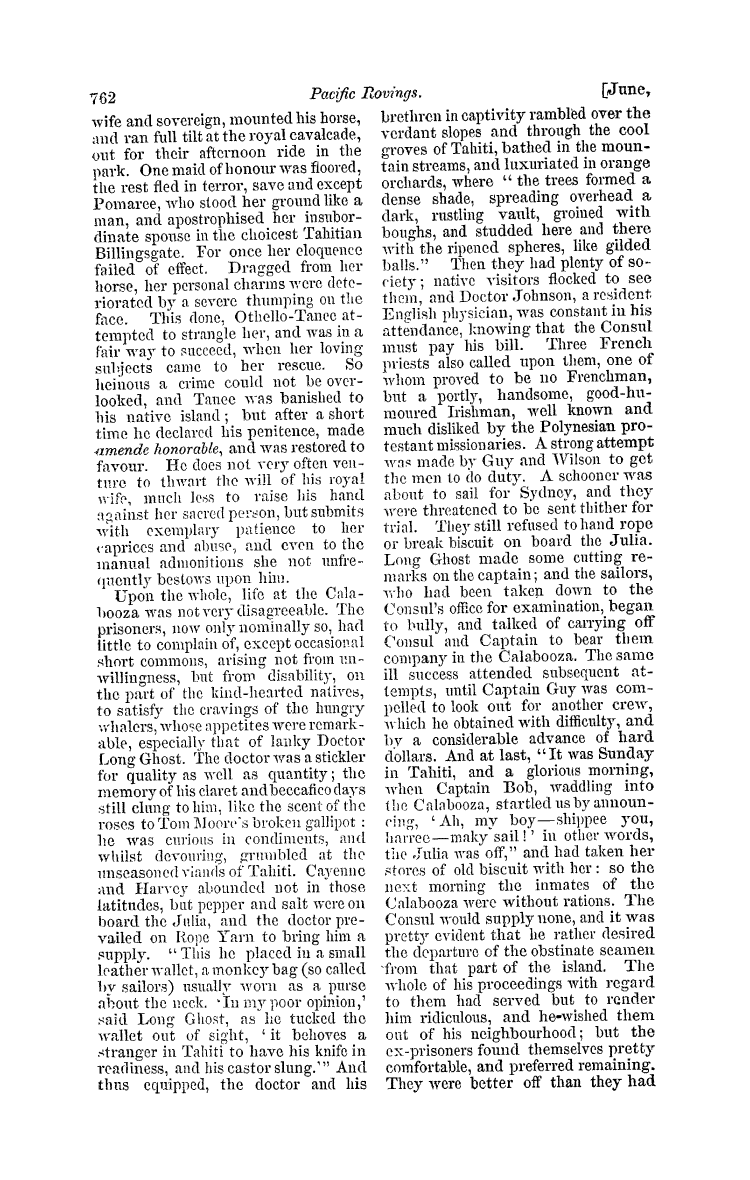 762
Pacific Rovings.
[June,
wife and sovereign, mounted his horse,
and ran full tilt at the royal cavalcade,
out for their afternoon ride in the
park. One maid of honour was floored,
the rest fled in terror, save and except
Pomaree, who stood her ground like a
man, and apostrophised her insubor-
dinate spouse in the choicest Tahitian
Billingsgate. For once her eloquence
failed of effect. Dragged from her
horse, her personal charms were dete-
riorated by a severe thumping on the
face. This done, Othello-Tanee at-
tempted to strangle her, and was in a
fair way to succeed, when her loving
subjects came to her rescue. So
heinous a crime could not be over-
looked, and Tanee was banished to
his native island; but after a short
time he declared his penitence, made
amende honorable, and was restored to
favour. He does not very often ven-
ture to thwart the will of his royal
wife, much less to raise his hand
against her sacred person, but submits
with exemplary patience to her
caprices and abuse, and even to the
manual admonitions she not unfre-
quently bestows upon him.
Upon the whole, life at the Cala-
booza was not very disagreeable. The
prisoners, now only nominally so, had
little to complain of, except occasional
short commons, arising not from un-
willingness, but from disability, on
the part of the kind-hearted natives,
to satisfy the cravings of the hungry
whalers, whose appetites were remark-
able, especially that of lanky Doctor
Long Ghost. The doctor was a stickler
for quality as well as quantity; the
memory of his claret and beccafico days
still clung to him, like the scent of the
roses to Tom Moore's broken gallipot:
he was curious in condiments, and
whilst devouring, grumbled at the
unseasoned viands of Tahiti. Cayenne
and Harvey abounded not in those
latitudes, but pepper and salt were on
board the Julia, and the doctor pre-
vailed on Rope Yarn to bring him a
supply. "This he placed in a small
leather wallet, a monkey bag (so called
by sailors) usually worn as a purse
about the neck. 'In my poor opinion,'
said Long Ghost, as he tucked the
wallet out of sight, 'it behoves a
stranger in Tahiti to have his knife in
readiness, and his castor slung.'" And
thus equipped, the doctor and his
brethren in captivity rambled over the
verdant slopes and through the cool
groves of Tahiti, bathed in the moun-
tain streams, and luxuriated in orange
orchards, where "the trees formed a
dense shade, spreading overhead a
dark, rustling vault, groined with
boughs, and studded here and there
with the ripened spheres, like gilded
balls." Then they had plenty of so-
ciety; native visitors flocked to see
them, and Doctor Johnson, a resident
English physician, was constant in his
attendance, knowing that the Consul
must pay his bill. Three French
priests also called upon them, one of
whom proved to be no Frenchman,
but a portly, handsome, good-hu-
moured Irishman, well known and
much disliked by the Polynesian pro-
testant missionaries. A strong attempt
was made by Guy and Wilson to get
the men to do duty. A schooner was
about to sail for Sydney, and they
were threatened to be sent thither for
trial. They still refused to hand rope
or break biscuit on board the Julia.
Long Ghost made some cutting re-
marks on the captain; and the sailors,
who had been taken down to the
Consul's office for examination, began
to bully, and talked of carrying off
Consul and Captain to bear them
company in the Calabooza. The same
ill success attended subsequent at-
tempts, until Captain Guy was com-
pelled to look out for another crew,
which he obtained with difficulty, and
by a considerable advance of hard
dollars. And at last, "It was Sunday
in Tahiti, and a glorious morning,
when Captain Bob, waddling into
the Calabooza, startled us by announ-
cing, 'Ah, my boy—shippee you,
harree—maky sail!' in other words,
the Julia was off," and had taken her
stores of old biscuit with her: so the
next morning the inmates of the
Calabooza were without rations. The
Consul would supply none, and it was
pretty evident that he rather desired
the departure of the obstinate seamen
from that part of the island. The
whole of his proceedings with regard
to them had served but to render
him ridiculous, and he wished them
out of his neighbourhood; but the
ex-prisoners found themselves pretty
comfortable, and preferred remaining.
They were better off than they had